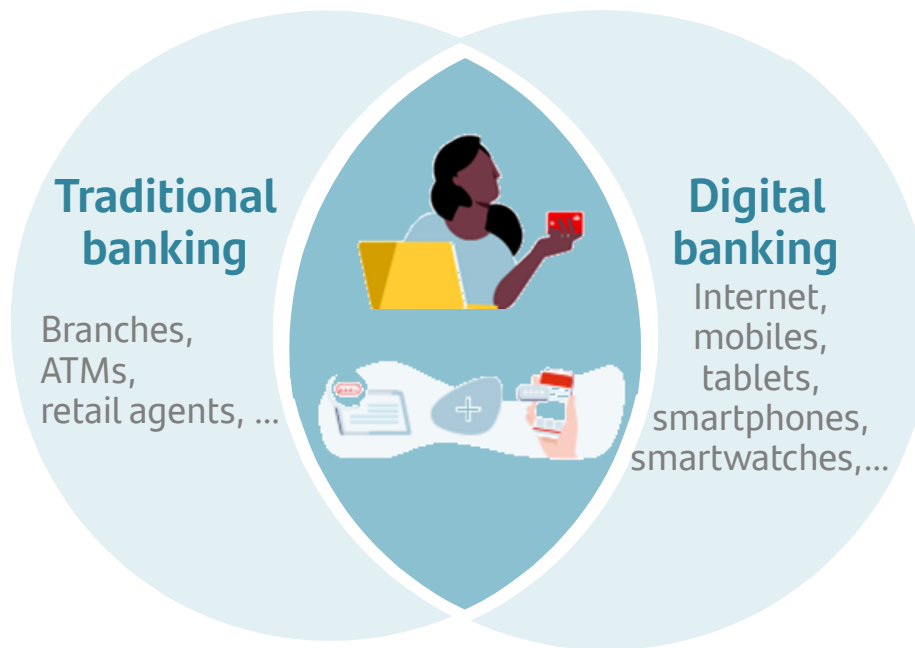 Traditional
banking
Branches,
ATMs,
retail agents, ...
Digital
banking
Internet,
mobiles,
tablets,
smartphones,
smartwatches,...